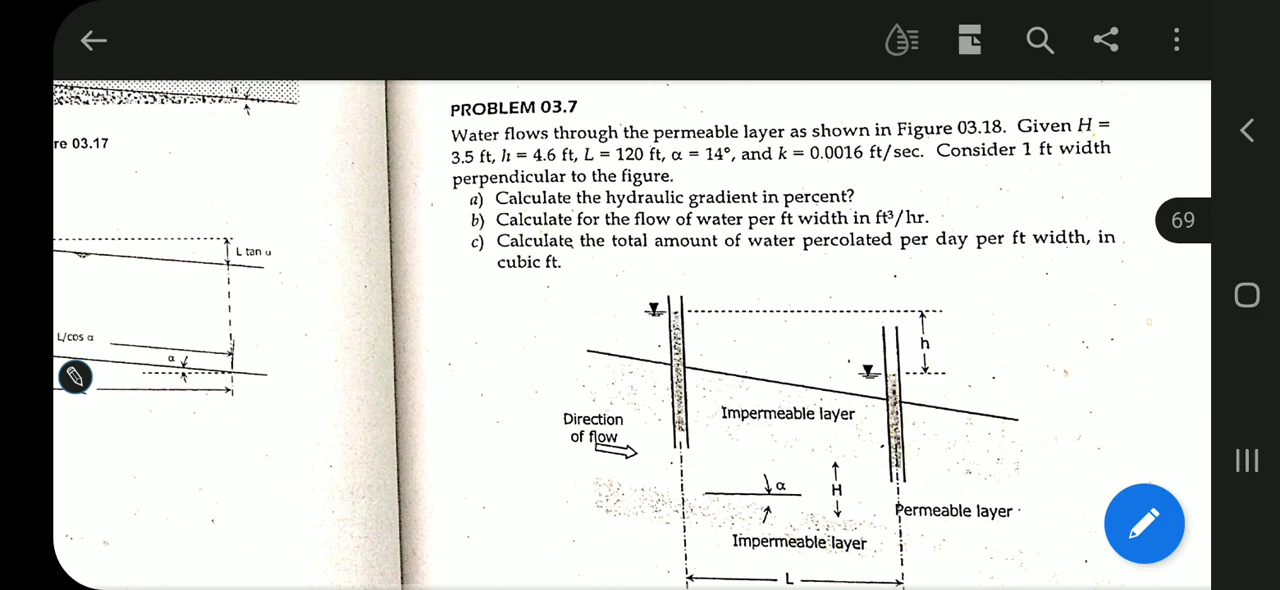 re 03.17
L tan α
L/cos α
α
PROBLEM 03.7
Water flows through the permeable layer as shown in Figure 03.18. Given H =
3.5 ft, h = 4.6 ft, L = 120 ft, α = 14°, and k = 0.0016 ft/sec. Consider 1 ft width
perpendicular to the figure.
a) Calculate the hydraulic gradient in percent?
b) Calculate for the flow of water per ft width in ft³/hr.
c) Calculate the total amount of water percolated per day per ft width, in
cubic ft.
69
h
Impermeable layer
Direction
of flow
α
H
Permeable layer
Impermeable layer
L